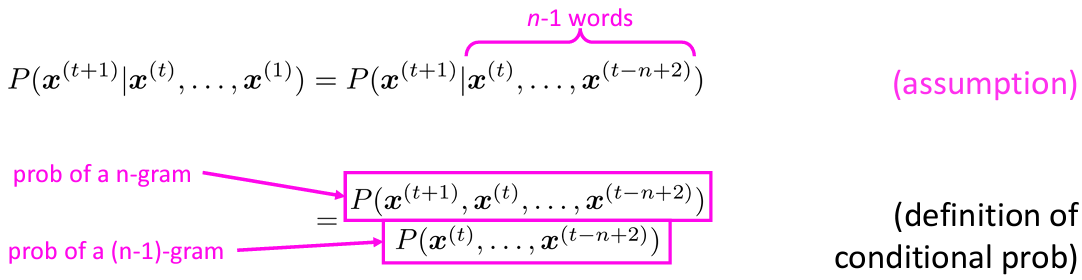 n-1 words
P(x^{(t+1)}|x^{(t)}, . . . , x^{(1)}) = P(x^{(t+1)}|x^{(t)}, . . . , x^{(t−n+2)}) (assumption)
prob of a n-gram
P(x^{(t+1)}, x^{(t)}, . . . , x^{(t−n+2)})
=
(definition of
prob of a (n-1)-gram
P(x^{(t)}, . . . , x^{(t−n+2)})
conditional prob)